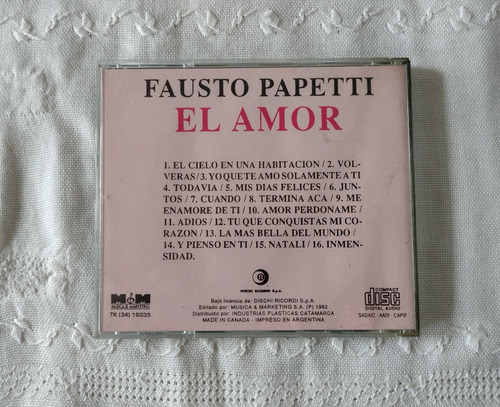 FAUSTO PAPETTI
EL AMOR
1. EL CIELO EN UNA HABITACION / 2. VOL-
VERAS/3. YO QUE TE AMO SOLAMENTE A TI
4. TODAVIA / 5. MIS DIAS FELICES / 6. JUN-
TOS / 7. CUANDO / 8. TERMINA ACA / 9. ME
ENAMORE DE TI / 10. AMOR PERDONAME /
11. ADIOS / 12. TU QUE CONQUISTAS MI CO-
RAZON / 13. LA MAS BELLA DEL MUNDO /
14. Y PIENSO EN TI / 15. NATALI / 16. INMEN-
SIDAD.
DISCHI RICORDI S.p.A.
M M
MUSICA & MARKETING
TK (34) 16035
Bajo licencia de: DISCHI RICORDI S.p.A.
Editado por: MUSICA & MARKETING S.A. (P) 1992
Distribuido por: INDUSTRIAS PLASTICAS CATAMARCA
MADE IN CANADA - IMPRESO EN ARGENTINA.
COMPACT
disc
DIGITAL AUDIO
SADAIC - AADI - CAPIF